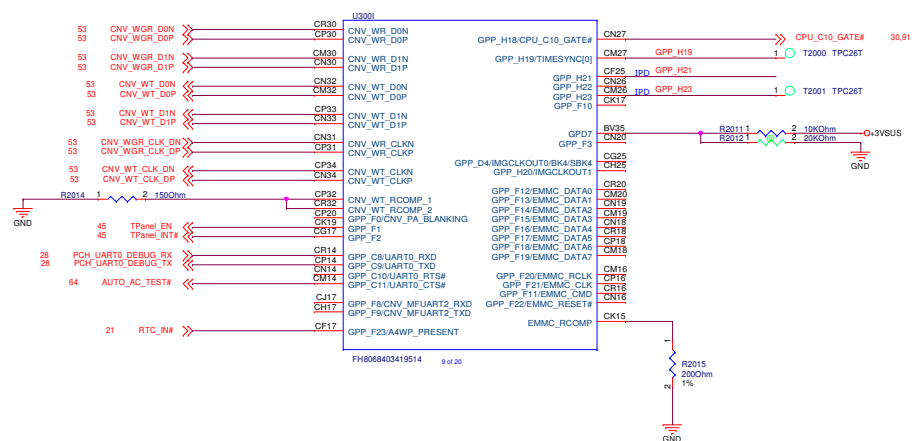 U300I
53 CNV_WGR_D0N CR30 CNV_WR_D0N
53 CNV_WGR_D0P CP30 CNV_WR_D0P
53 CNV_WGR_D1N CM30 CNV_WR_D1N
53 CNV_WGR_D1P CN30 CNV_WR_D1P
53 CNV_WT_D0N CN32 CNV_WT_D0N
53 CNV_WT_D0P CM32 CNV_WT_D0P
53 CNV_WT_D1N CP33 CNV_WT_D1N
53 CNV_WT_D1P CN33 CNV_WT_D1P
53 CNV_WGR_CLK_DN CN31 CNV_WR_CLKN
53 CNV_WGR_CLK_DP CP31 CNV_WR_CLKP
53 CNV_WT_CLK_DN CP34 CNV_WT_CLKN
53 CNV_WT_CLK_DP CN34 CNV_WT_CLKP
R2014 1 2 150Ohm CP32 CNV_WT_RCOMP_1
GND CR32 CNV_WT_RCOMP_2
CP20 GPP_F0/CNV_PA_BLANKING
45 TPanel_EN CK19 GPP_F1
45 TPanel_INT# CG17 GPP_F2
28 PCH_UART0_DEBUG_RX CR14 GPP_C8/UART0_RXD
28 PCH_UART0_DEBUG_TX CP14 GPP_C9/UART0_TXD
CN14 GPP_C10/UART0_RTS#
64 AUTO_AC_TEST# CM14 GPP_C11/UART0_CTS#
CJ17 GPP_F8/CNV_MFUART2_RXD
CH17 GPP_F9/CNV_MFUART2_TXD
21 RTC_IN# CF17 GPP_F23/A4WP_PRESENT
FH8068403419514 9 of 20
GPP_H18/CPU_C10_GATE# CN27 CPU_C10_GATE# 30,91
GPP_H19/TIMESYNC[0] CM27 GPP_H19 1 T2000 TPC26T
GPP_H21 CF25 IPD GPP_H21
GPP_H22 CN26
GPP_H23 CM26 IPD GPP_H23 1 T2001 TPC26T
GPP_F10 CK17
GPD7 BV35 R2011 1 2 10KOhm +3VSUS
GPP_F3 CN20 R2012 1 @ 2 20KOhm
GND
GPP_D4/IMGCLKOUT0/BK4/SBK4 CG25
GPP_H20/IMGCLKOUT1 CH25
GPP_F12/EMMC_DATA0 CR20
GPP_F13/EMMC_DATA1 CM20
GPP_F14/EMMC_DATA2 CN19
GPP_F15/EMMC_DATA3 CM19
GPP_F16/EMMC_DATA4 CN18
GPP_F17/EMMC_DATA5 CR18
GPP_F18/EMMC_DATA6 CP18
GPP_F19/EMMC_DATA7 CM18
GPP_F20/EMMC_RCLK CM16
GPP_F21/EMMC_CLK CP16
GPP_F11/EMMC_CMD CR16
GPP_F22/EMMC_RESET# CN16
EMMC_RCOMP CK15
1
R2015
200Ohm
2 1%
GND